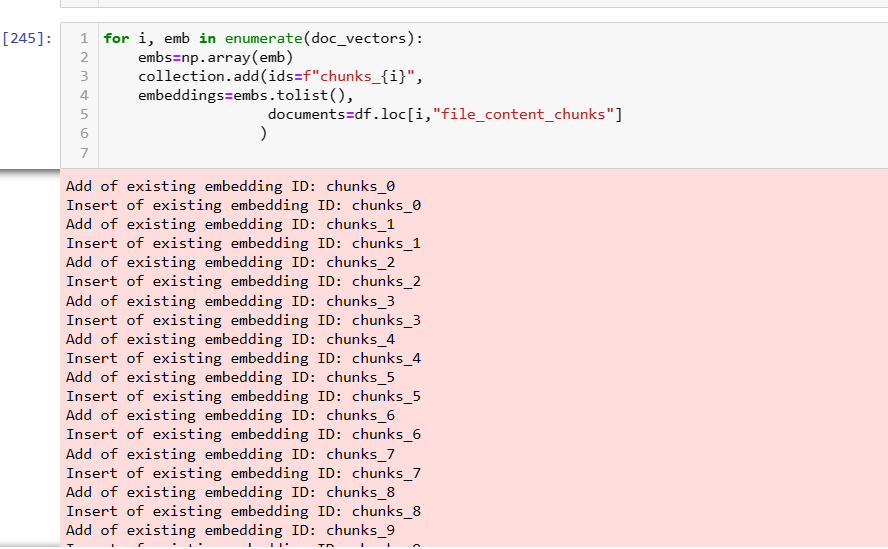 [245]:
1 for i, emb in enumerate(doc_vectors):
2     embs=np.array(emb)
3     collection.add(ids=f"chunks_{i}",
4     embeddings=embs.tolist(),
5                    documents=df.loc[i,"file_content_chunks"]
6                   )
7
Add of existing embedding ID: chunks_0
Insert of existing embedding ID: chunks_0
Add of existing embedding ID: chunks_1
Insert of existing embedding ID: chunks_1
Add of existing embedding ID: chunks_2
Insert of existing embedding ID: chunks_2
Add of existing embedding ID: chunks_3
Insert of existing embedding ID: chunks_3
Add of existing embedding ID: chunks_4
Insert of existing embedding ID: chunks_4
Add of existing embedding ID: chunks_5
Insert of existing embedding ID: chunks_5
Add of existing embedding ID: chunks_6
Insert of existing embedding ID: chunks_6
Add of existing embedding ID: chunks_7
Insert of existing embedding ID: chunks_7
Add of existing embedding ID: chunks_8
Insert of existing embedding ID: chunks_8
Add of existing embedding ID: chunks_9